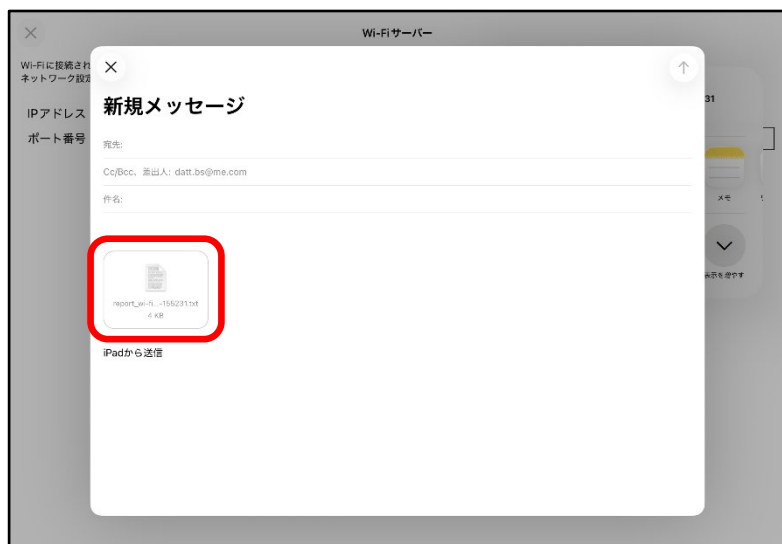 Wi-Fiサーバー
Wi-Fiに接続され
ネットワーク設定
IPアドレス
ポート番号
新規メッセージ
宛先:
Cc/Bcc、差出人: datt.bs@me.com
件名:
report_wi-fi...-155231.txt
4 KB
iPadから送信
31
メモ
表示を増やす